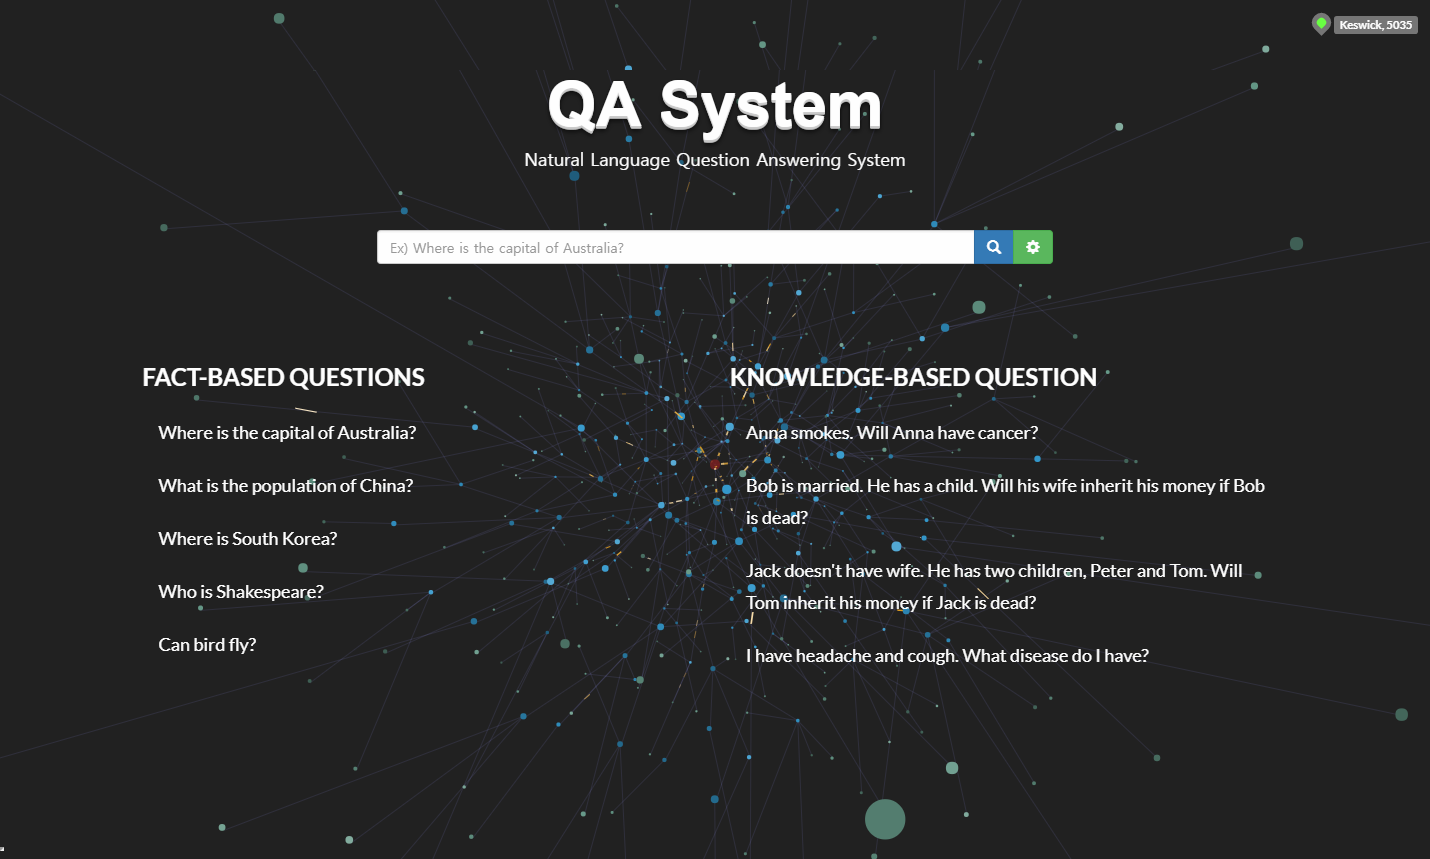 Keswick, 5035
QA System
Natural Language Question Answering System
Ex) Where is the capital of Australia?
FACT-BASED QUESTIONS
Where is the capital of Australia?
What is the population of China?
Where is South Korea?
Who is Shakespeare?
Can bird fly?
KNOWLEDGE-BASED QUESTION
Anna smokes. Will Anna have cancer?
Bob is married. He has a child. Will his wife inherit his money if Bob
is dead?
Jack doesn't have wife. He has two children, Peter and Tom. Will
Tom inherit his money if Jack is dead?
I have headache and cough. What disease do I have?